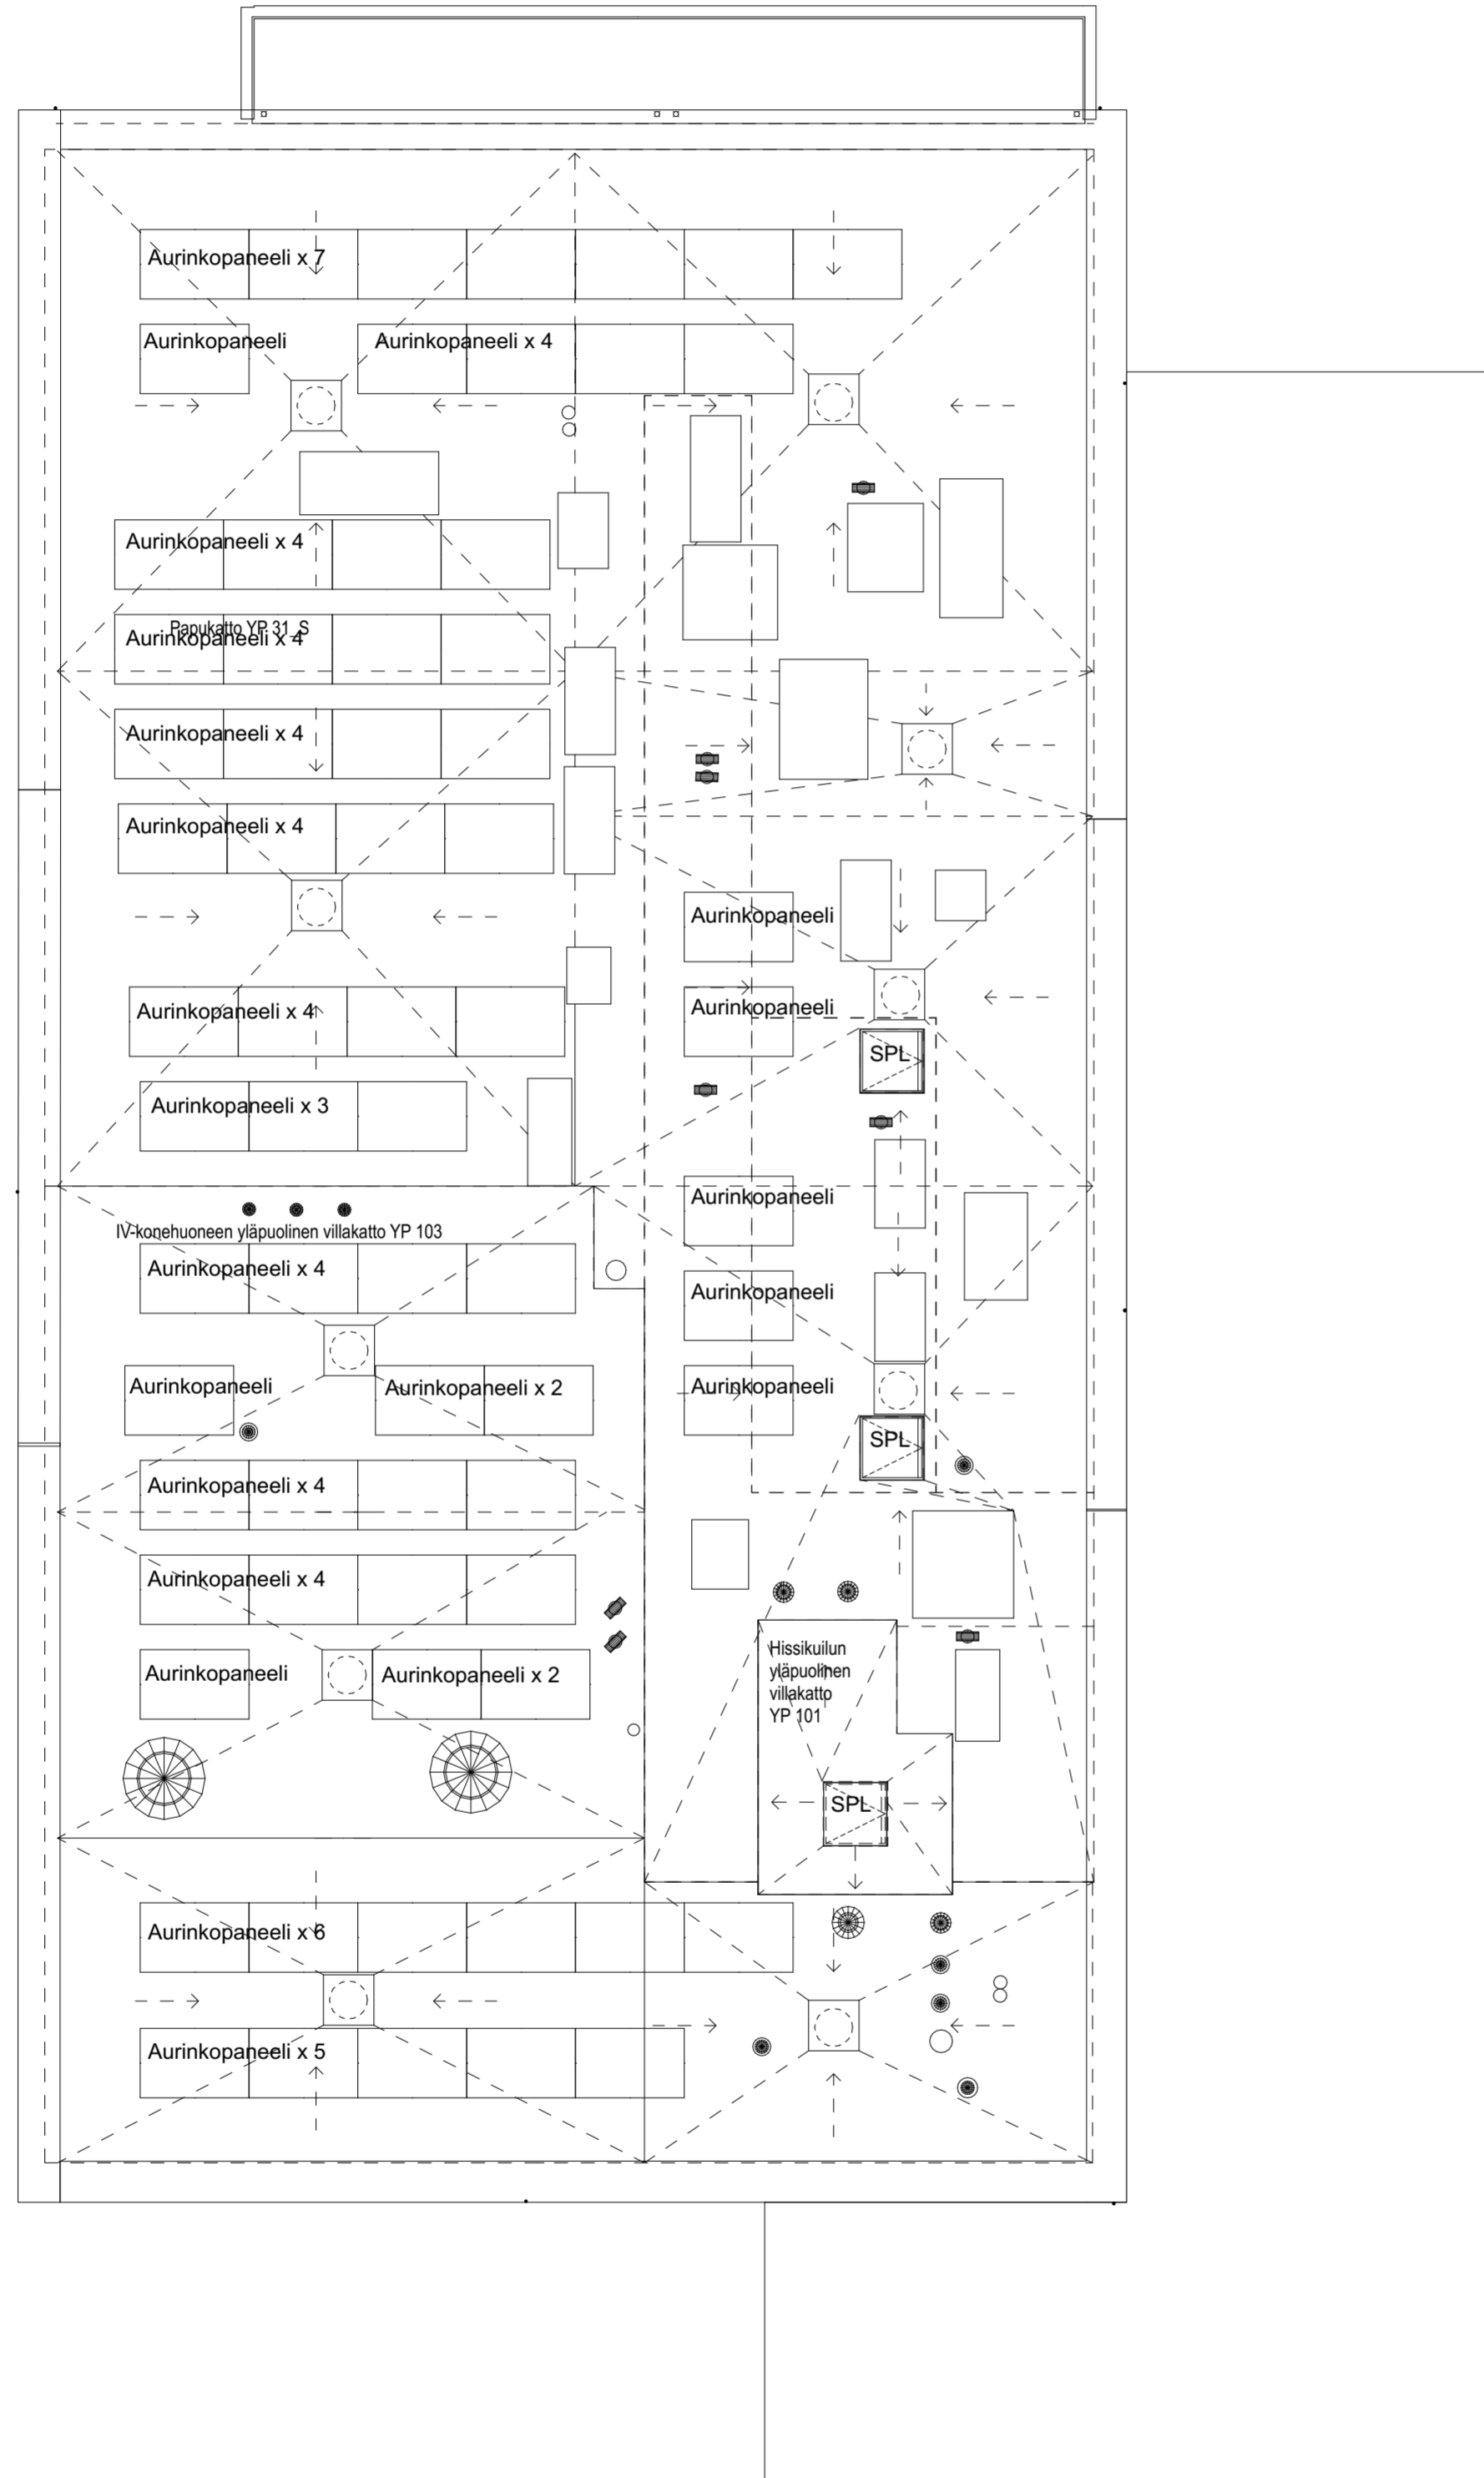 Aurinkopaneeli x 7
Aurinkopaneeli
Aurinkopaneeli x 4
Aurinkopaneeli x 4
Papukatto YP 31_S
Aurinkopaneeli x 4
Aurinkopaneeli x 4
Aurinkopaneeli x 4
Aurinkopaneeli
Aurinkopaneeli x 4
Aurinkopaneeli
SPL
Aurinkopaneeli x 3
Aurinkopaneeli
IV-konehuoneen yläpuolinen villakatto YP 103
Aurinkopaneeli x 4
Aurinkopaneeli
Aurinkopaneeli
Aurinkopaneeli x 2
Aurinkopaneeli
SPL
Aurinkopaneeli x 4
Aurinkopaneeli x 4
Hissikuilun
yläpuolinen
villakatto
YP 101
Aurinkopaneeli
Aurinkopaneeli x 2
SPL
Aurinkopaneeli x 6
Aurinkopaneeli x 5